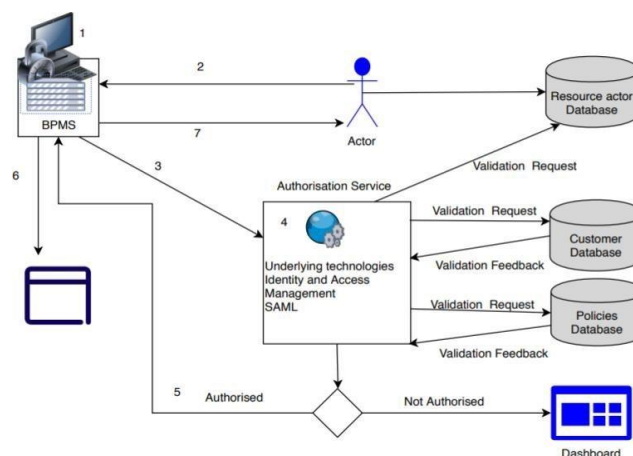 1
2
BPMS
7
Actor
Resource actor
Database
6
3
Validation Request
Authorisation Service
4
Validation Request
Underlying technologies
Identity and Access
Management
SAML
Customer
Database
Validation Feedback
Validation Request
Policies
Database
Validation Feedback
5
Authorised
Not Authorised
Dashboard